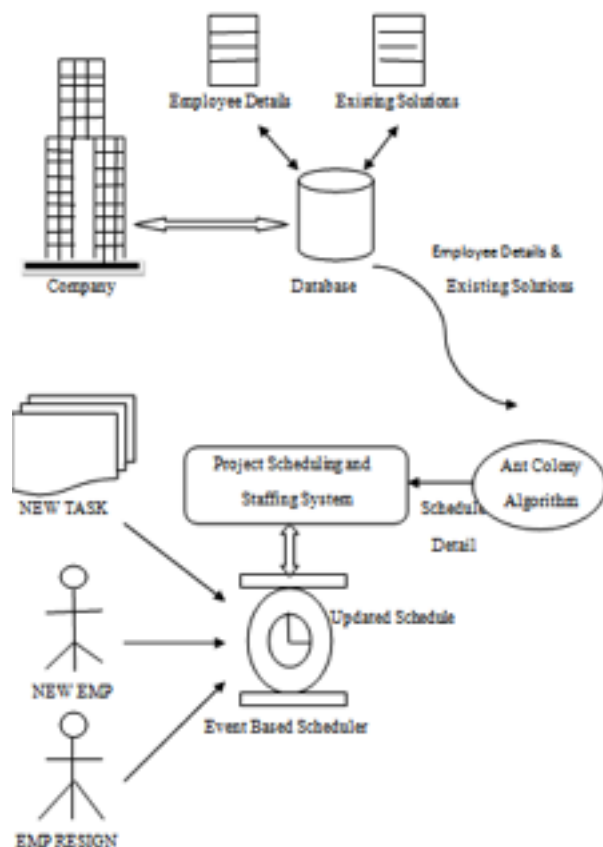 Employee Details
Existing Solutions
Company
Database
Employee Details &
Existing Solutions
NEW TASK
Project Scheduling and
Staffing System
Ant Colony
Algorithm
Schedule
Detail
NEW EMP
Updated Schedule
Event Based Scheduler
EMP RESIGN